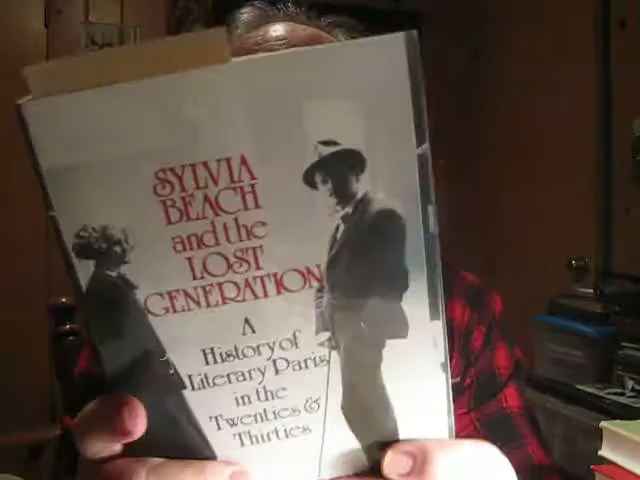 SYLVIA
BEACH
and the
LOST
GENERATION
A
History of
Literary Paris
in the
Twenties &
Thirties